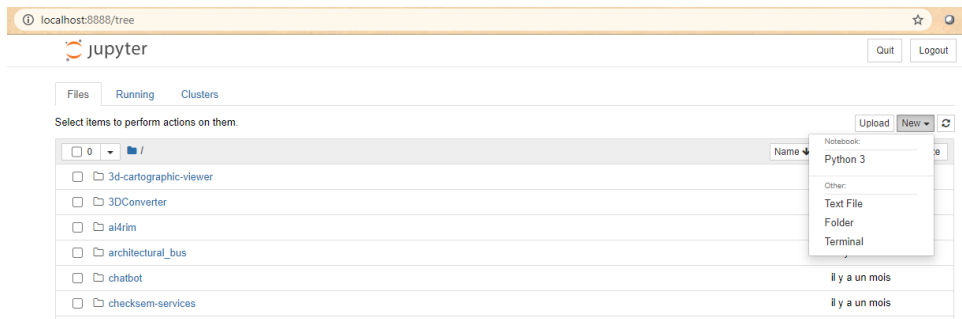 localhost:8888/tree
jupyter
Quit Logout
Files Running Clusters
Select items to perform actions on them.
Upload New
0 /
Name
Notebook:
Python 3
Other:
Text File
Folder
Terminal
3d-cartographic-viewer
3DConverter
ai4rim
architectural_bus
chatbot il y a un mois
checksem-services il y a un mois